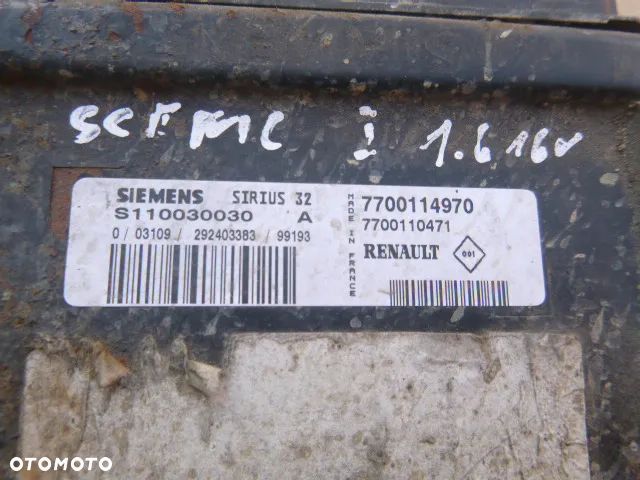 SCENIC I 1.6 16v
SIEMENS SIRIUS 32
S110030030 A
0 / 03109 / 292403383 / 99193
MADE IN FRANCE
7700114970
7700110471
RENAULT 001
OTOMOTO